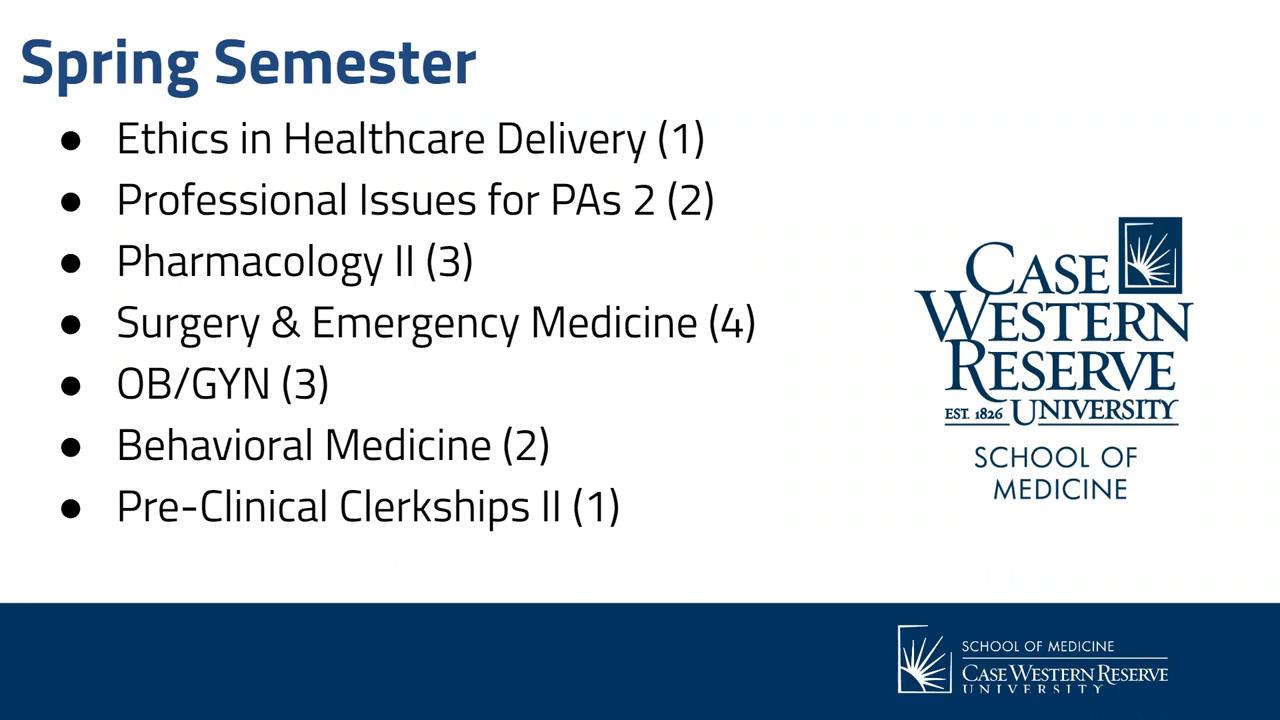 Spring Semester
● Ethics in Healthcare Delivery (1)
● Professional Issues for PAs 2 (2)
● Pharmacology II (3)
● Surgery & Emergency Medicine (4)
● OB/GYN (3)
● Behavioral Medicine (2)
● Pre-Clinical Clerkships II (1)
CASE
WESTERN
RESERVE
EST. 1826 UNIVERSITY
SCHOOL OF
MEDICINE
SCHOOL OF MEDICINE
CASE WESTERN RESERVE
UNIVERSITY